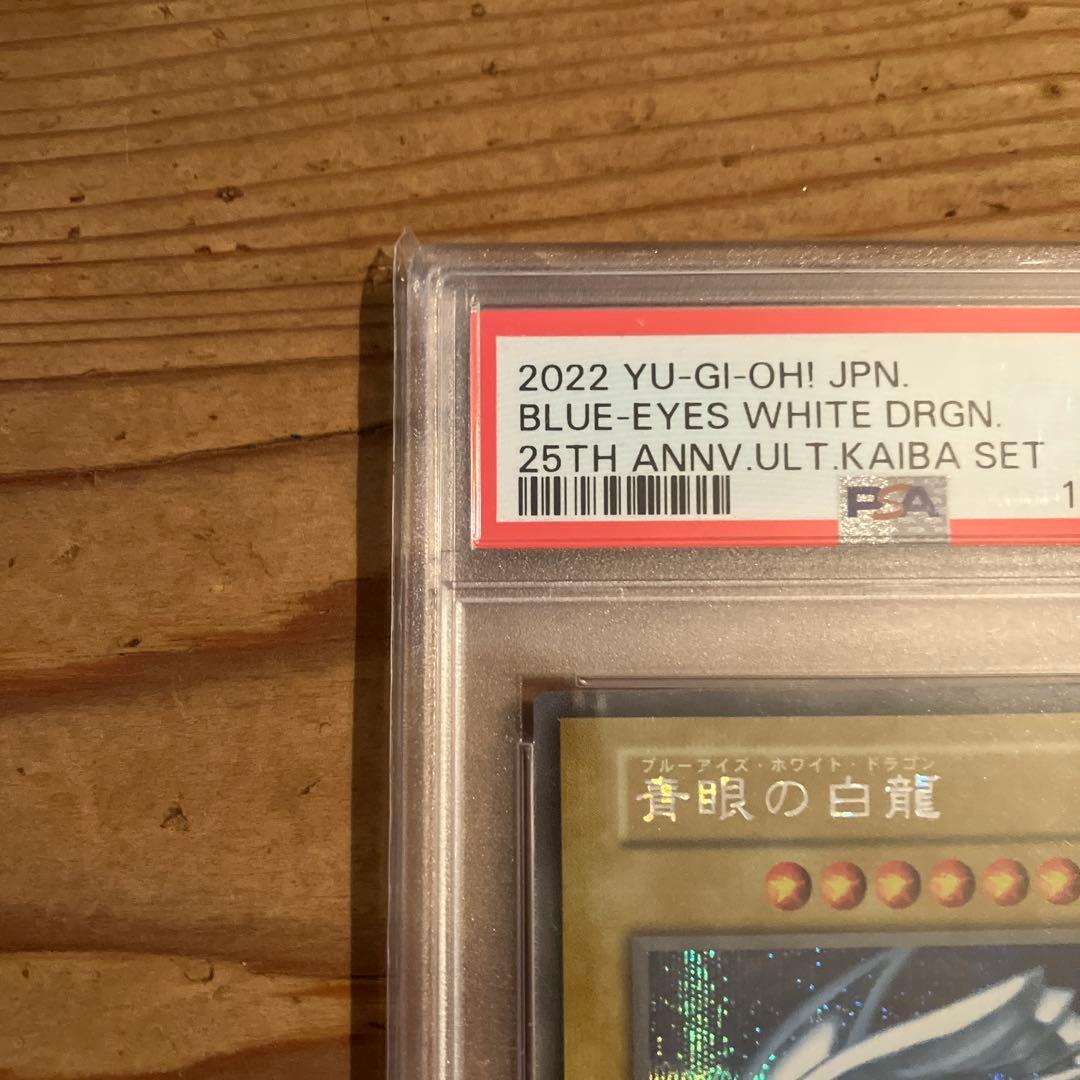 2022 YU-GI-OH! JPN.
BLUE-EYES WHITE DRGN.
25TH ANNV.ULT.KAIBA SET
PSA
1
ブルーアイズ・ホワイト・ドラゴン
青眼の白龍